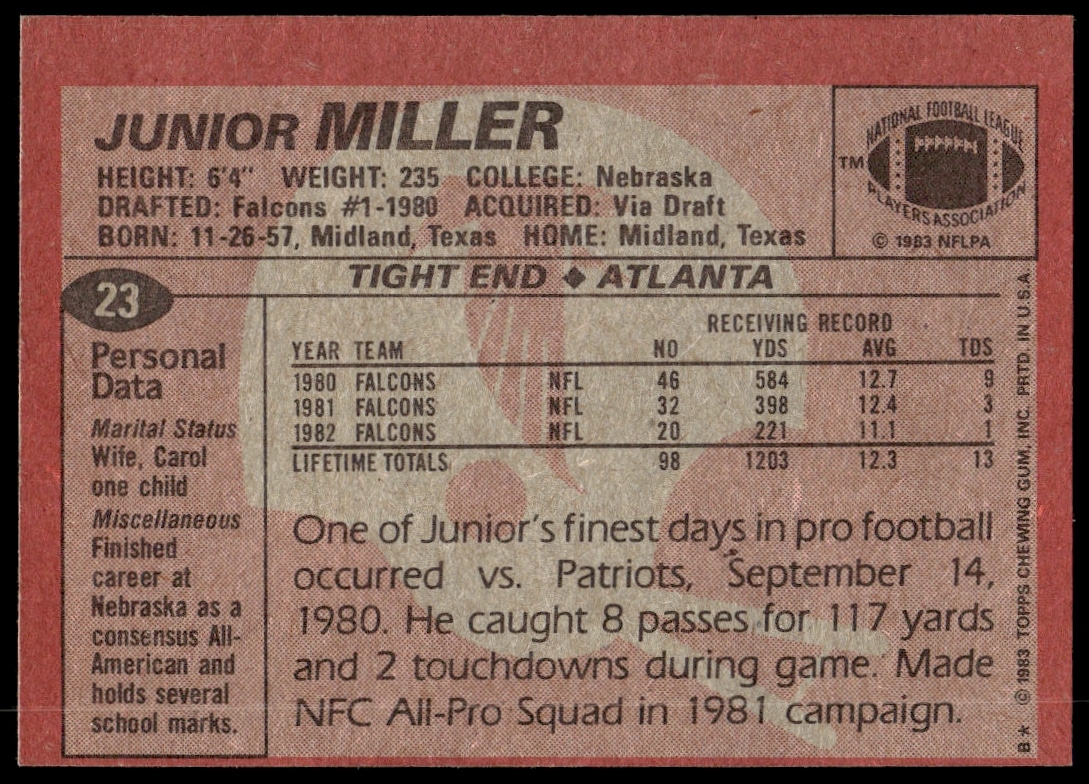 JUNIOR MILLER
HEIGHT: 6'4" WEIGHT: 235 COLLEGE: Nebraska
DRAFTED: Falcons #1-1980 ACQUIRED: Via Draft
BORN: 11-26-57, Midland, Texas HOME: Midland, Texas
NATIONAL FOOTBALL LEAGUE
TM
PLAYERS ASSOCIATION
© 1983 NFLPA
TIGHT END ♦ ATLANTA
23
Personal
Data
Marital Status
Wife, Carol
one child
Miscellaneous
Finished
career at
Nebraska as a
consensus All-
American and
holds several
school marks.
RECEIVING RECORD
YEAR TEAM NO YDS AVG TDS
1980 FALCONS NFL 46 584 12.7 9
1981 FALCONS NFL 32 398 12.4 3
1982 FALCONS NFL 20 221 11.1 1
LIFETIME TOTALS 98 1203 12.3 13
One of Junior's finest days in pro football
occurred vs. Patriots, September 14,
1980. He caught 8 passes for 117 yards
and 2 touchdowns during game. Made
NFC All-Pro Squad in 1981 campaign.
B* © 1983 TOPPS CHEWING GUM, INC. PRTD. IN U.S.A